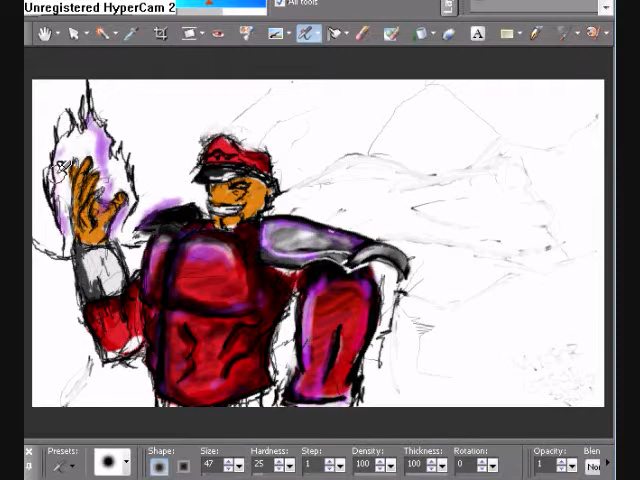 Unregistered HyperCam 2
All tools
A
Presets:
Shape:
Size:
Hardness:
Step:
Density:
Thickness:
Rotation:
Opacity:
Blen
47
25
1
100
100
0
1